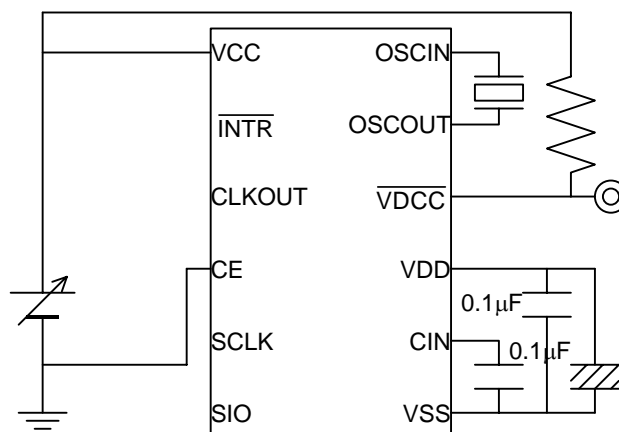 VCC OSCIN
INTR OSCOUT
CLKOUT VDCC
CE VDD
0.1μF
SCLK CIN
0.1μF
SIO VSS